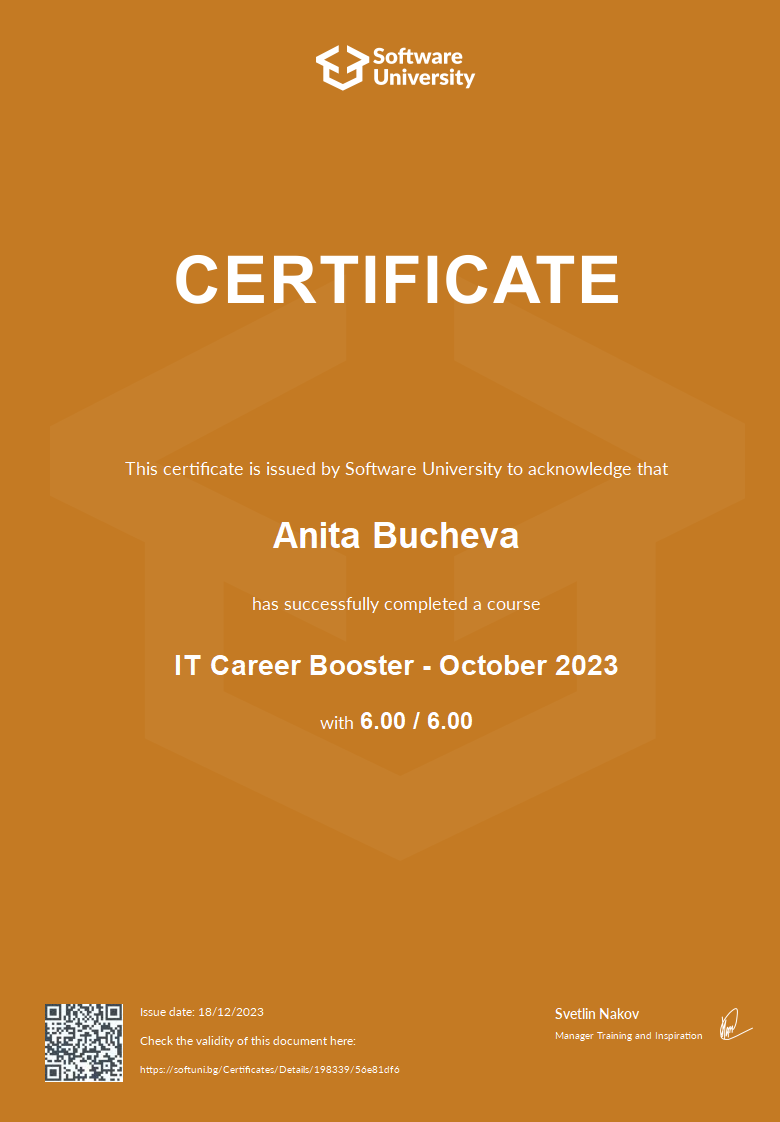 Software
University
CERTIFICATE
This certificate is issued by Software University to acknowledge that
Anita Bucheva
has successfully completed a course
IT Career Booster - October 2023
with 6.00 / 6.00
Issue date: 18/12/2023
Check the validity of this document here:
https://softuni.bg/Certificates/Details/198339/56e81df6
Svetlin Nakov
Manager Training and Inspiration